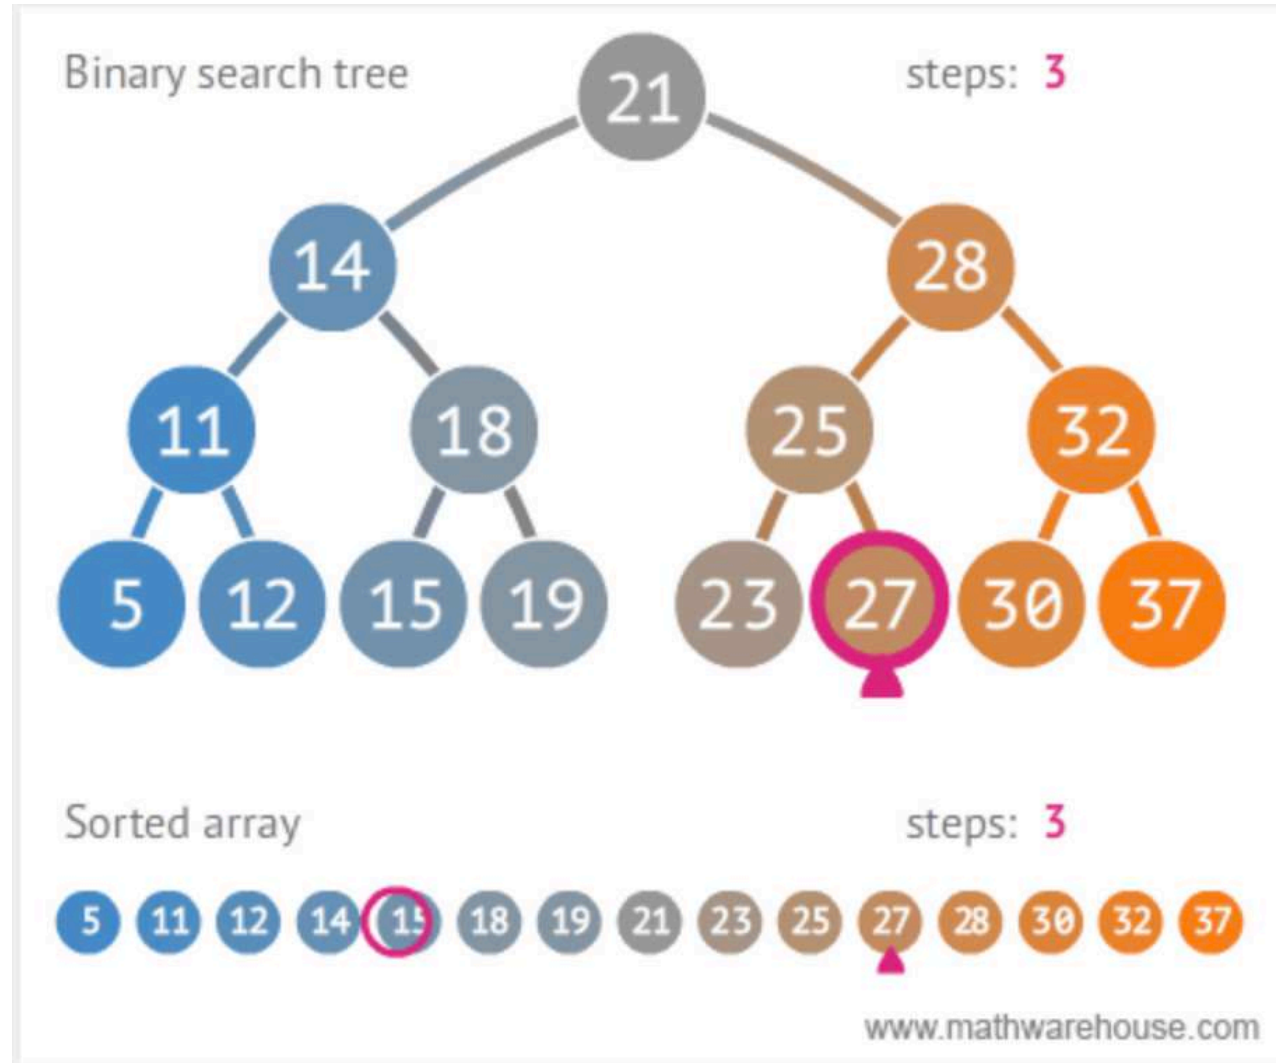 Binary search tree steps: 3
21
14 28
11 18 25 32
5 12 15 19 23 27 30 37
Sorted array steps: 3
5 11 12 14 15 18 19 21 23 25 27 28 30 32 37
www.mathwarehouse.com